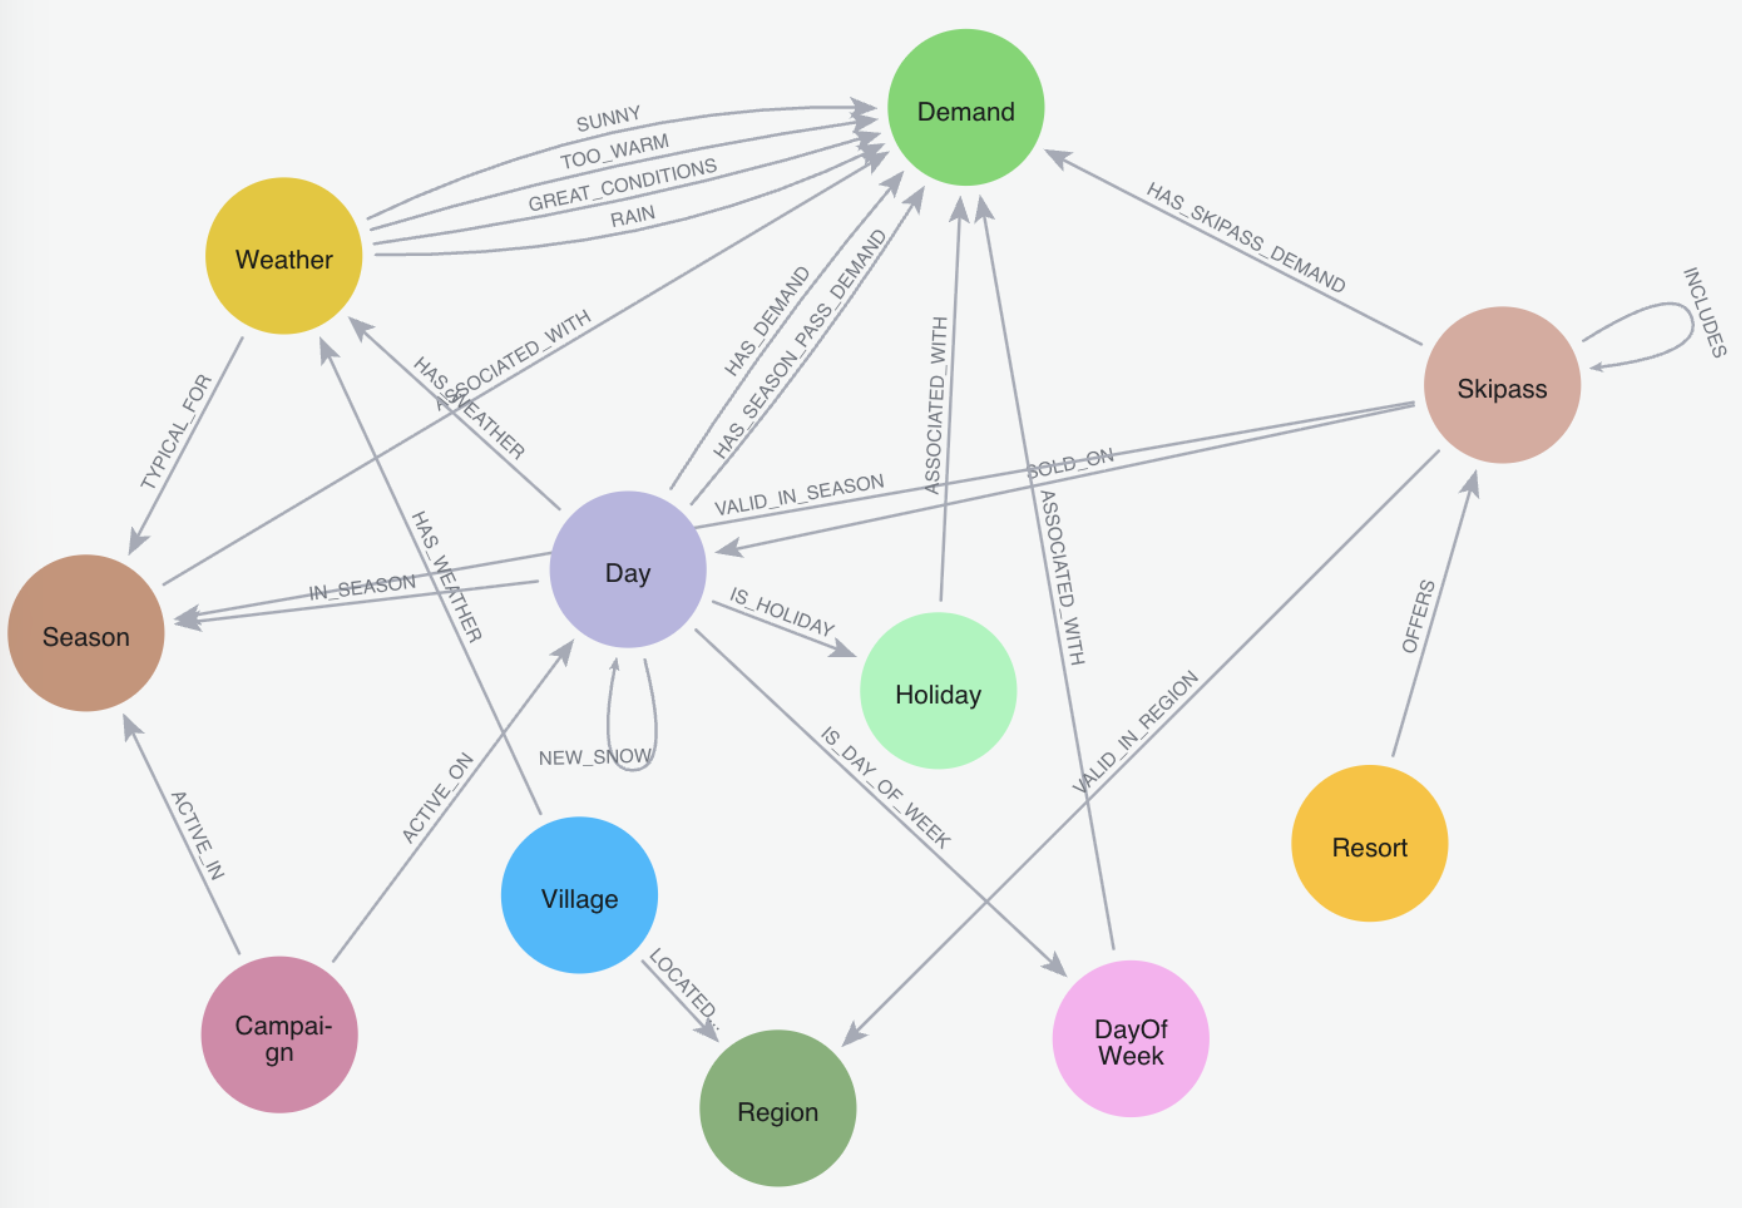 Demand
SUNNY
TOO_WARM
GREAT_CONDITIONS
RAIN
HAS_SKIPASS_DEMAND
Weather
INCLUDES
HAS_DEMAND
HAS_SEASON_PASS_DEMAND
ASSOCIATED_WITH
HAS_WEATHER
ASSOCIATED_WITH
Skipass
TYPICAL_FOR
SOLD_ON
VALID_IN_SEASON
ASSOCIATED_WITH
HAS_WEATHER
Day
IN_SEASON
IS_HOLIDAY
OFFERS
Season
Holiday
VALID_IN_REGION
NEW_SNOW
IS_DAY_OF_WEEK
ACTIVE_ON
ACTIVE_IN
Resort
Village
LOCATED...
Campai-
gn
DayOf
Week
Region